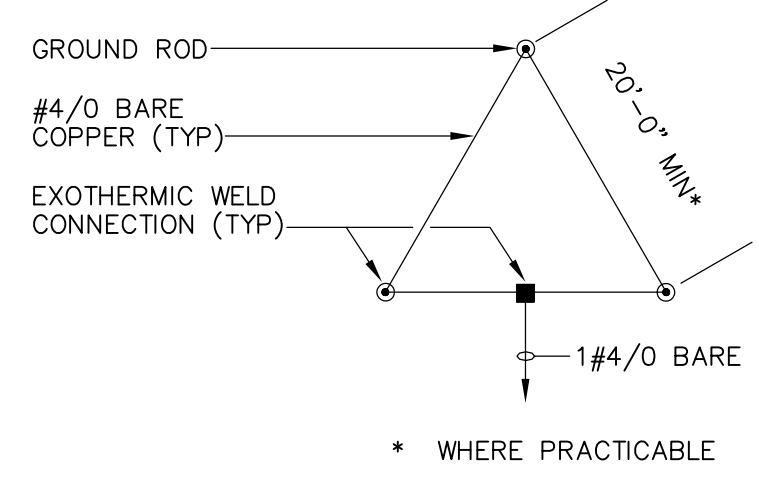 GROUND ROD
#4/0 BARE
COPPER (TYP)
20'-0" MIN*
EXOTHERMIC WELD
CONNECTION (TYP)
1#4/0 BARE
* WHERE PRACTICABLE